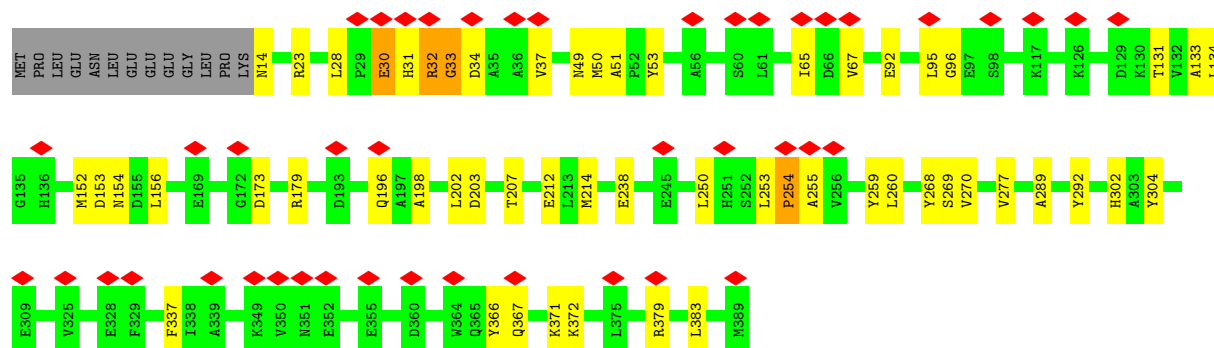 MET PRO LEU GLU ASN LEU GLU GLU GLU GLY LEU PRO LYS N14 R23 L28 P29 E30 H31 R32 G33 D34 A35 A36 V37 N49 M50 A51 P52 Y53 A56 S60 L61 I65 D66 V67 E92 L95 G96 E97 S98 K117 K126 D129 K130 T131 V132 A133 L134
G135 H136 M152 D153 N154 D155 L156 E169 G172 D173 R179 D193 Q196 A197 A198 L202 D203 T207 E212 L213 M214 E238 E245 L250 H251 S252 L253 P254 A255 V256 Y259 L260 Y268 S269 V270 V277 A289 Y292 H302 A303 Y304
E309 V325 E328 F329 F337 I338 A339 K349 V350 N351 E352 E355 D360 W364 Q365 Y366 Q367 K371 K372 L375 R379 L383 M389